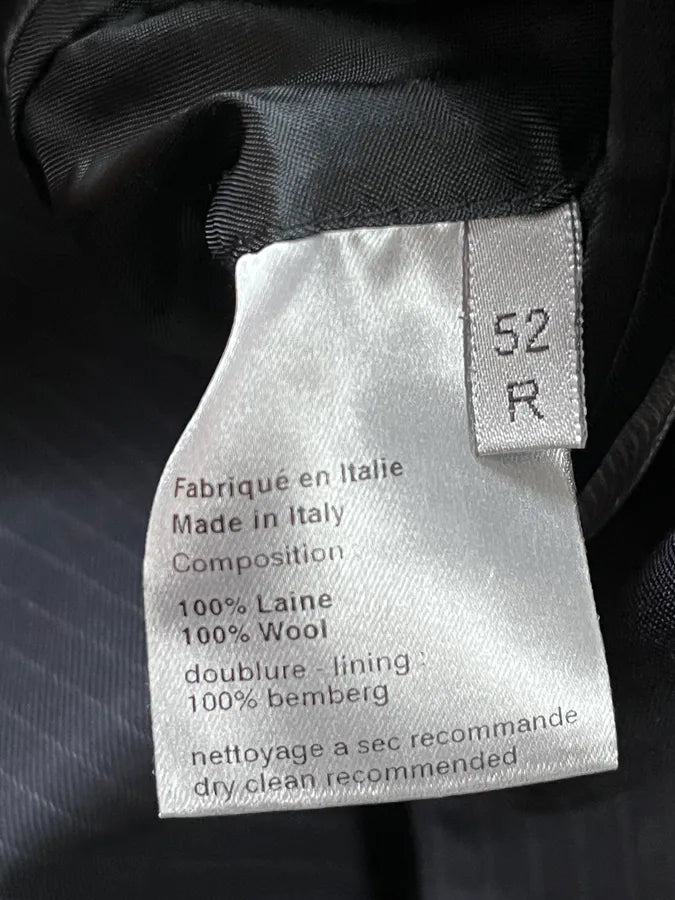 52
R
Fabriqué en Italie
Made in Italy
Composition :
100% Laine
100% Wool
doublure - lining :
100% bemberg
nettoyage a sec recommande
dry clean recommended